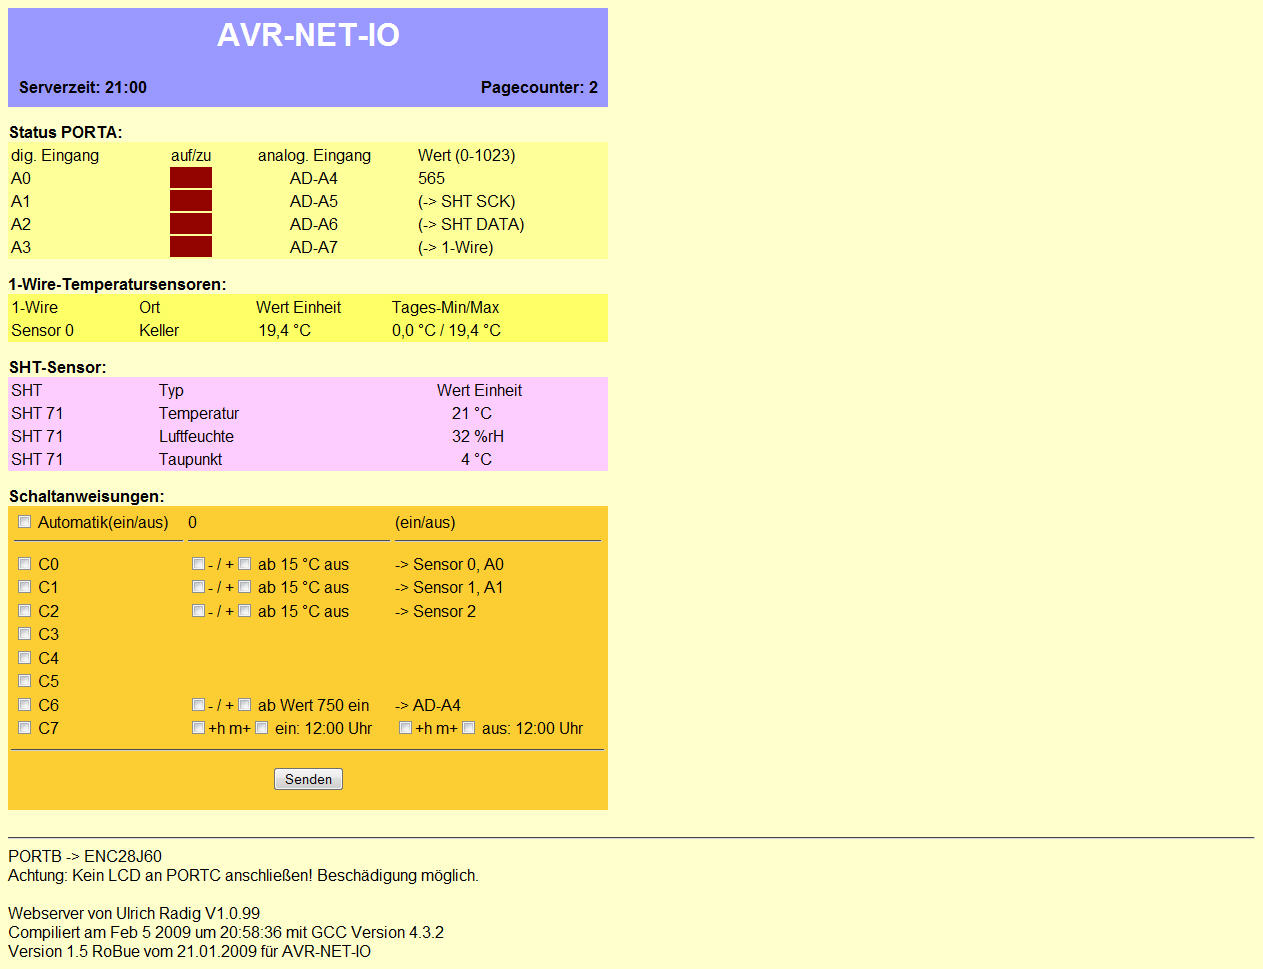 AVR-NET-IO
Serverzeit: 21:00 Pagecounter: 2
Status PORTA:
dig. Eingang auf/zu analog. Eingang Wert (0-1023)
A0 AD-A4 565
A1 AD-A5 (-> SHT SCK)
A2 AD-A6 (-> SHT DATA)
A3 AD-A7 (-> 1-Wire)
1-Wire-Temperatursensoren:
1-Wire Ort Wert Einheit Tages-Min/Max
Sensor 0 Keller 19,4 °C 0,0 °C / 19,4 °C
SHT-Sensor:
SHT Typ Wert Einheit
SHT 71 Temperatur 21 °C
SHT 71 Luftfeuchte 32 %rH
SHT 71 Taupunkt 4 °C
Schaltanweisungen:
Automatik(ein/aus) 0 (ein/aus)
C0 - / + ab 15 °C aus -> Sensor 0, A0
C1 - / + ab 15 °C aus -> Sensor 1, A1
C2 - / + ab 15 °C aus -> Sensor 2
C3
C4
C5
C6 - / + ab Wert 750 ein -> AD-A4
C7 +h m+ ein: 12:00 Uhr +h m+ aus: 12:00 Uhr
Senden
PORTB -> ENC28J60
Achtung: Kein LCD an PORTC anschließen! Beschädigung möglich.
Webserver von Ulrich Radig V1.0.99
Compiliert am Feb 5 2009 um 20:58:36 mit GCC Version 4.3.2
Version 1.5 RoBue vom 21.01.2009 für AVR-NET-IO